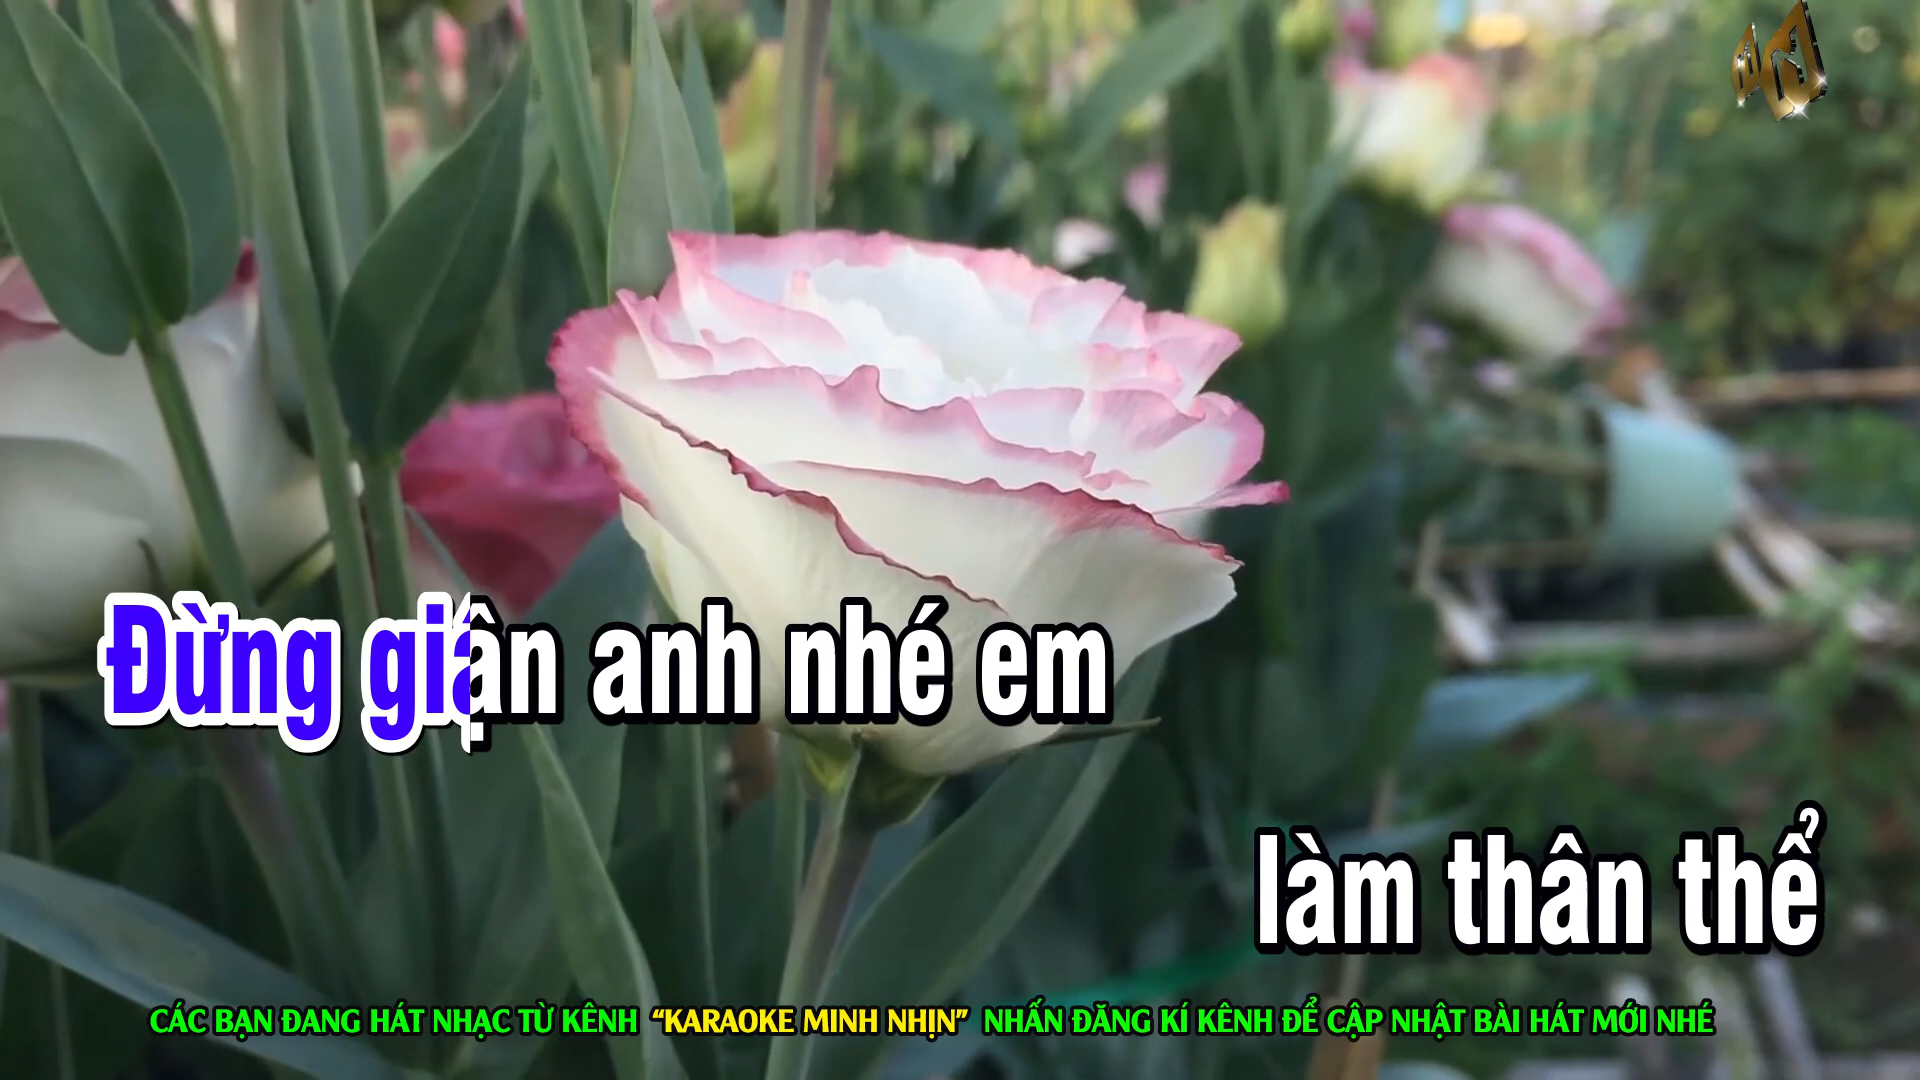 Đừng giận anh nhé em
làm thân thể
CÁC BẠN ĐANG HÁT NHẠC TỪ KÊNH “KARAOKE MINH NHỊN” NHẤN ĐĂNG KÍ KÊNH ĐỂ CẬP NHẬT BÀI HÁT MỚI NHÉ